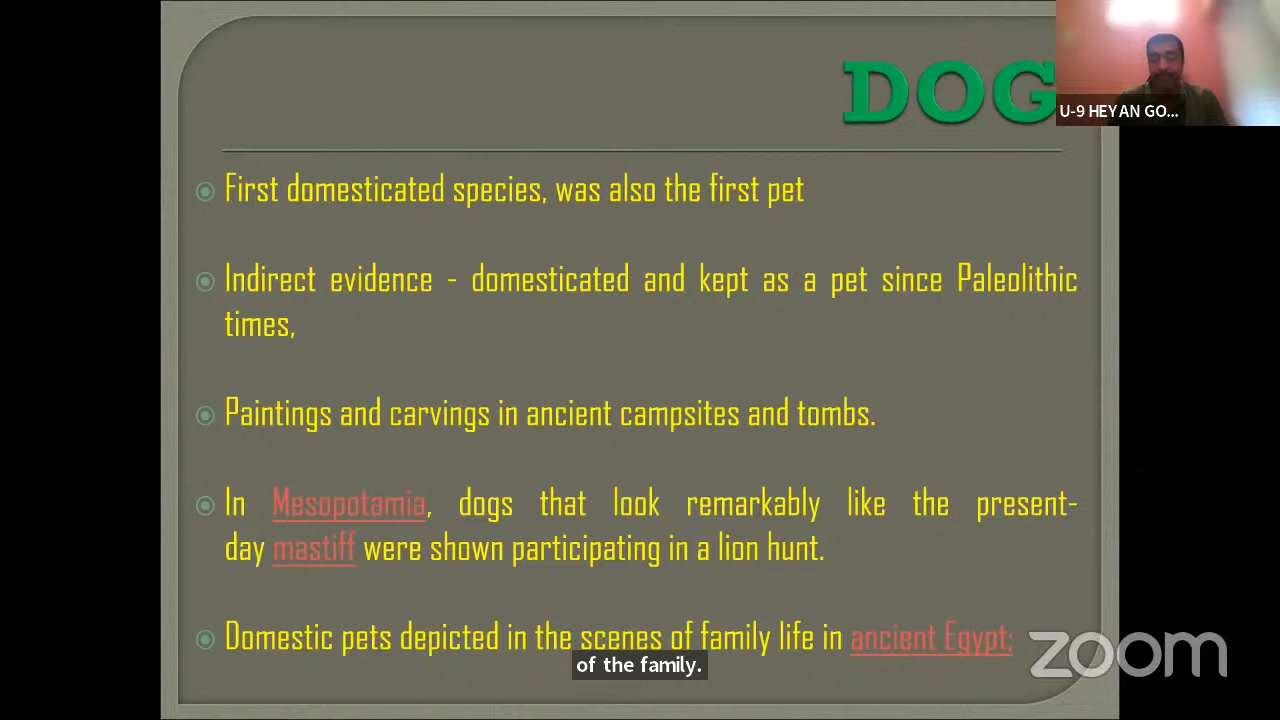 DOG
U-9 HEYAN GO...
First domesticated species, was also the first pet
Indirect evidence - domesticated and kept as a pet since Paleolithic
times,
Paintings and carvings in ancient campsites and tombs.
In Mesopotamia, dogs that look remarkably like the present-
day mastiff were shown participating in a lion hunt.
Domestic pets depicted in the scenes of family life in ancient Egypt;
zoom
of the family.